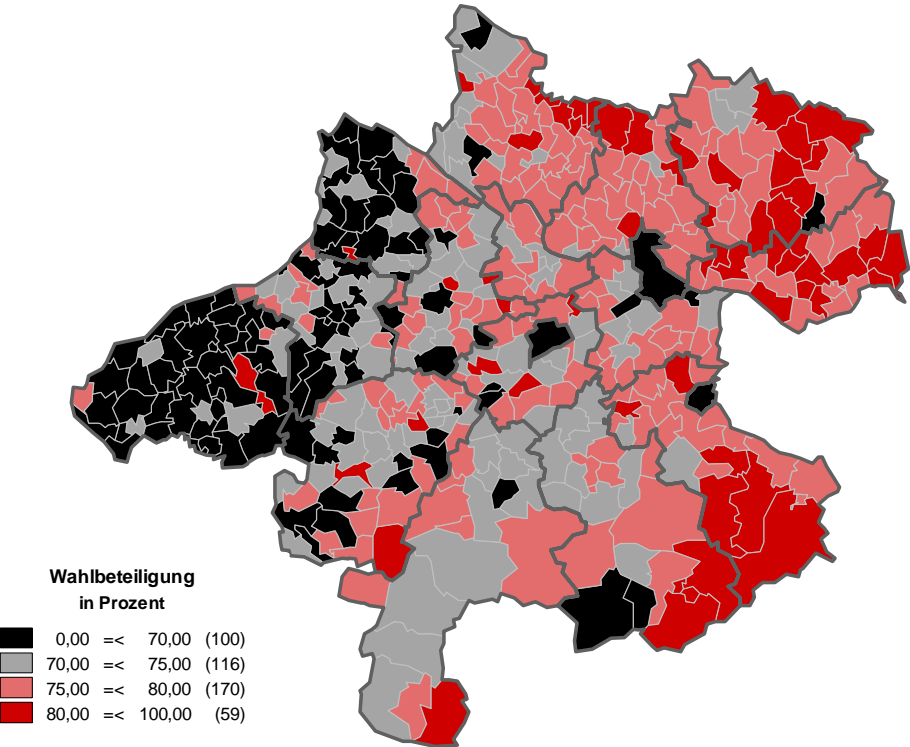 Wahlbeteiligung
in Prozent
0,00 =< 70,00 (100)
70,00 =< 75,00 (116)
75,00 =< 80,00 (170)
80,00 =< 100,00 (59)